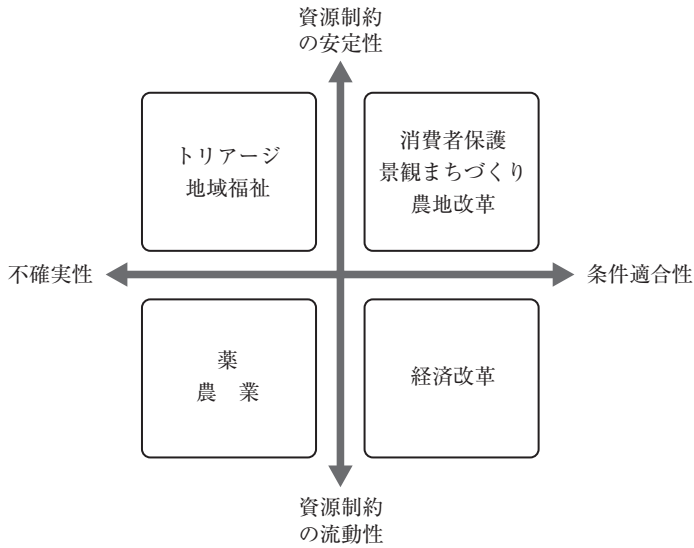 資源制約
の安定性
トリアージ
地域福祉
消費者保護
景観まちづくり
農地改革
不確実性
条件適合性
薬
農　業
経済改革
資源制約
の流動性